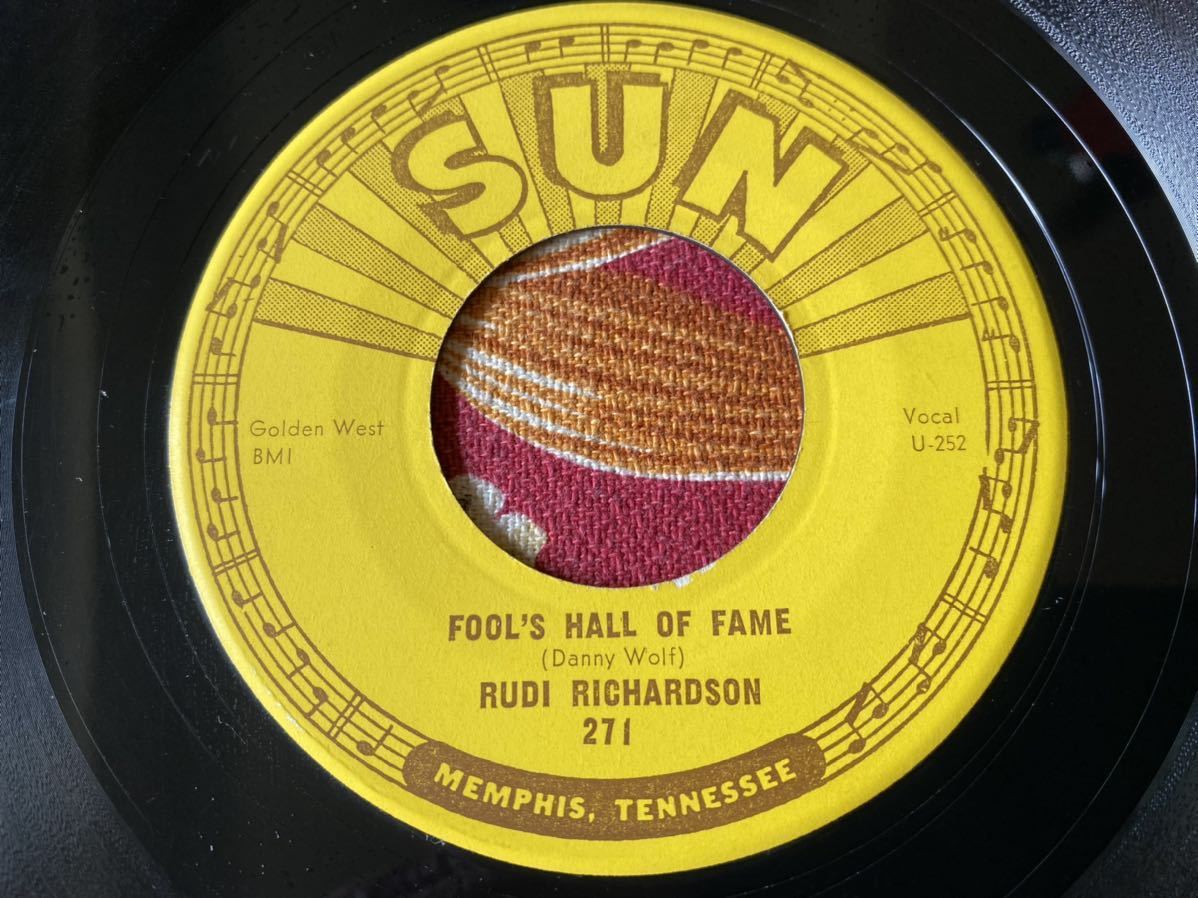 SUN
Golden West
BMI
Vocal
U-252
FOOL'S HALL OF FAME
(Danny Wolf)
RUDI RICHARDSON
271
MEMPHIS, TENNESSEE